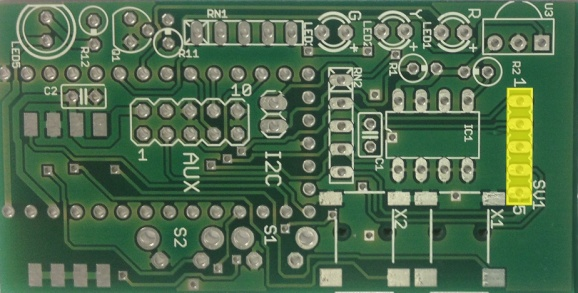 LED5
R12
Q1
R11
RN1
G
LED3
Y
LED2
R
LED1
U3
R1
R2
C2
10
1
AUX
I2C
RN2
C1
IC1
1
5
SV1
S2
S1
X2
X1